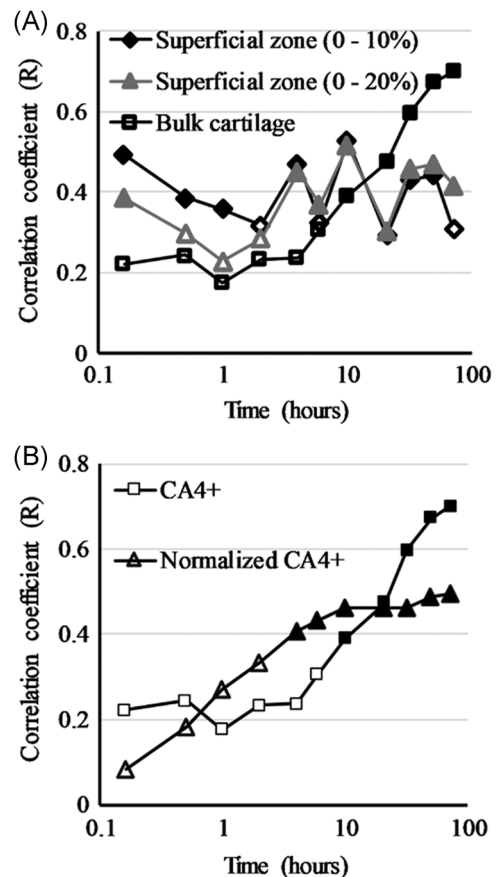 (A)
0.8
Superficial zone (0 - 10%)
0.6
Superficial zone (0 - 20%)
Bulk cartilage
0.4
0.2
0
Correlation coefficient (R)
0.1 1 10 100
Time (hours)
(B)
0.8
CA4+
0.6
Normalized CA4+
0.4
0.2
0
Correlation coefficient (R)
0.1 1 10 100
Time (hours)